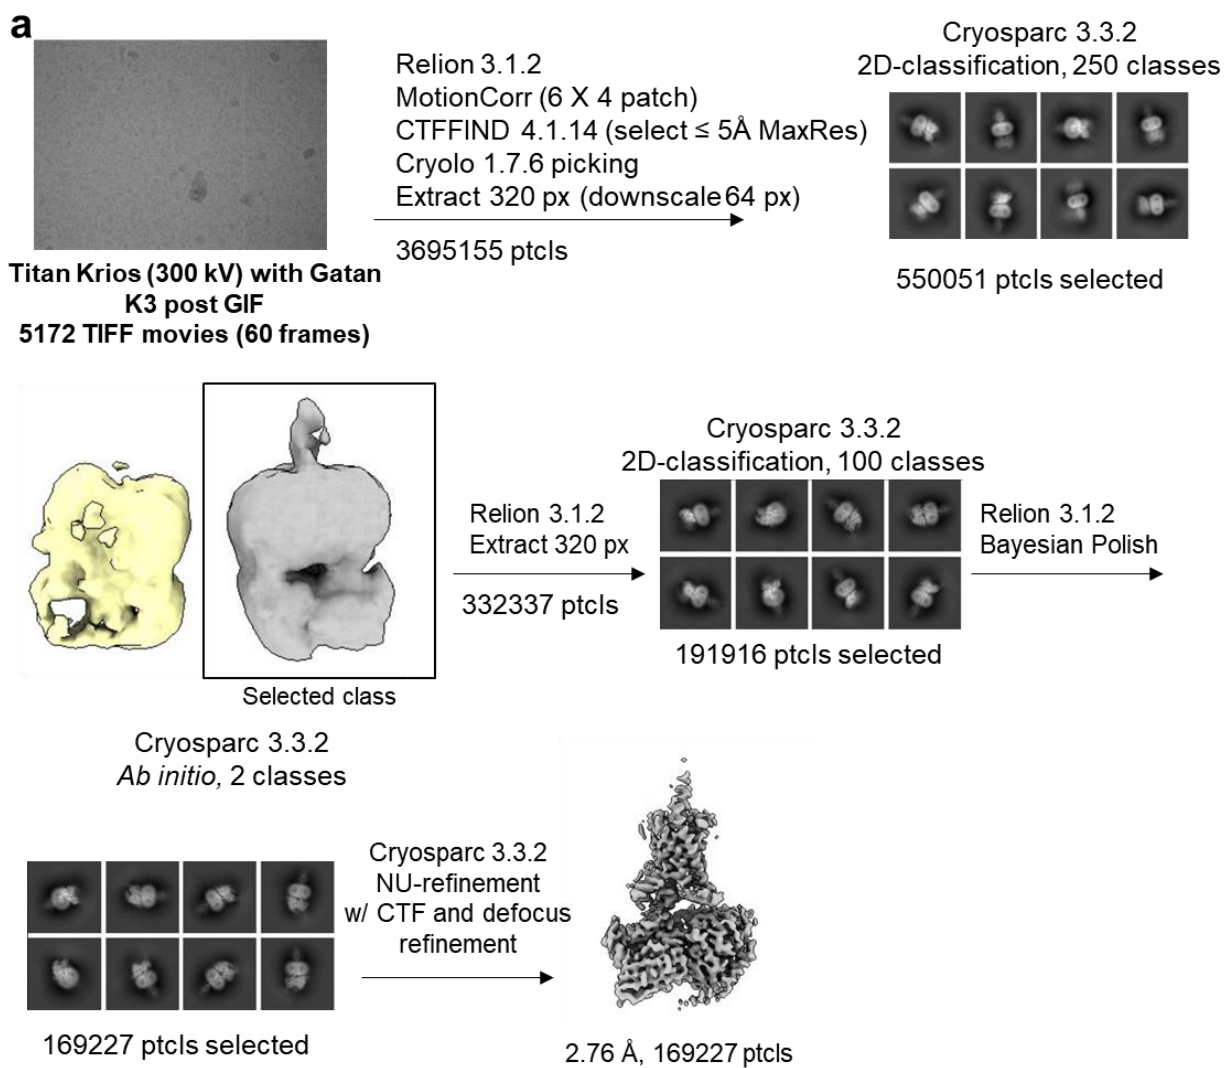 a
Relion 3.1.2
MotionCorr (6 X 4 patch)
CTFFIND 4.1.14 (select ≤ 5Å MaxRes)
Cryolo 1.7.6 picking
Extract 320 px (downscale 64 px)
3695155 ptcls
Titan Krios (300 kV) with Gatan
K3 post GIF
5172 TIFF movies (60 frames)
Cryosparc 3.3.2
2D-classification, 250 classes
550051 ptcls selected
Selected class
Cryosparc 3.3.2
Ab initio, 2 classes
Relion 3.1.2
Extract 320 px
332337 ptcls
Cryosparc 3.3.2
2D-classification, 100 classes
191916 ptcls selected
Relion 3.1.2
Bayesian Polish
169227 ptcls selected
Cryosparc 3.3.2
NU-refinement
w/ CTF and defocus
refinement
2.76 Å, 169227 ptcls